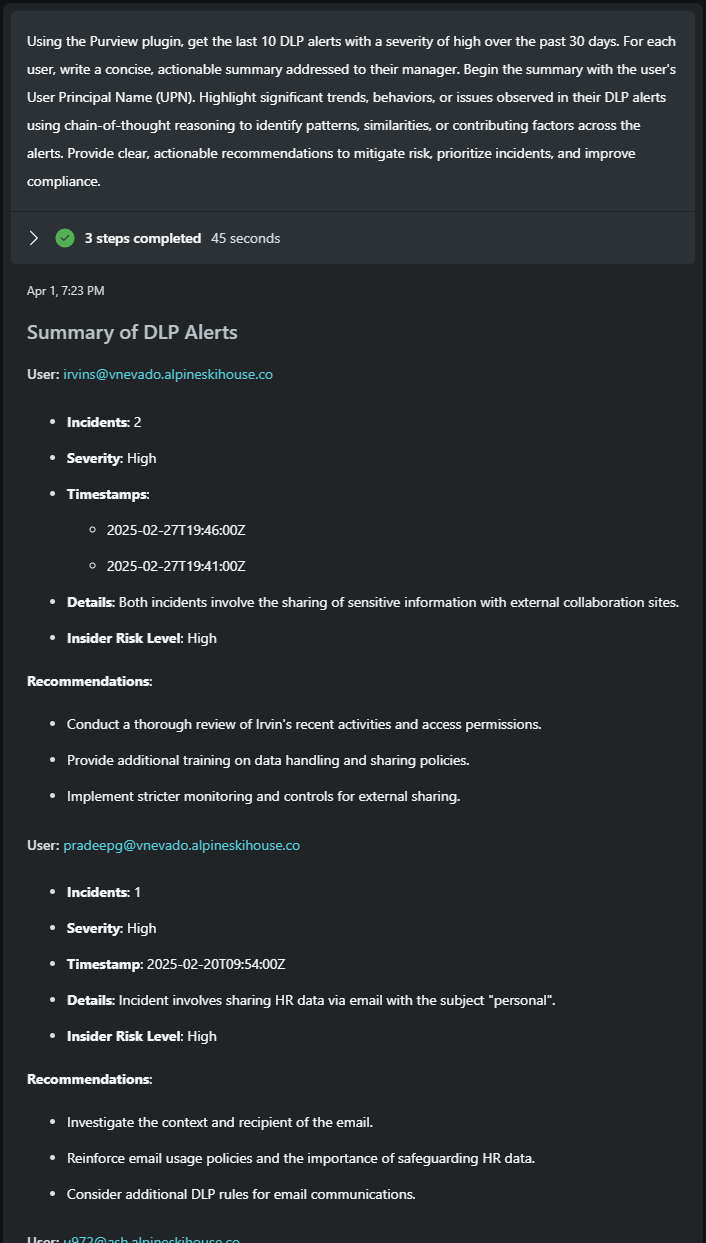 Using the Purview plugin, get the last 10 DLP alerts with a severity of high over the past 30 days. For each
user, write a concise, actionable summary addressed to their manager. Begin the summary with the user's
User Principal Name (UPN). Highlight significant trends, behaviors, or issues observed in their DLP alerts
using chain-of-thought reasoning to identify patterns, similarities, or contributing factors across the
alerts. Provide clear, actionable recommendations to mitigate risk, prioritize incidents, and improve
compliance.
3 steps completed 45 seconds
Apr 1, 7:23 PM
Summary of DLP Alerts
User: irvins@vnevado.alpineskihouse.co
Incidents: 2
Severity: High
Timestamps:
2025-02-27T19:46:00Z
2025-02-27T19:41:00Z
Details: Both incidents involve the sharing of sensitive information with external collaboration sites.
Insider Risk Level: High
Recommendations:
Conduct a thorough review of Irvin's recent activities and access permissions.
Provide additional training on data handling and sharing policies.
Implement stricter monitoring and controls for external sharing.
User: pradeepg@vnevado.alpineskihouse.co
Incidents: 1
Severity: High
Timestamp: 2025-02-20T09:54:00Z
Details: Incident involves sharing HR data via email with the subject "personal".
Insider Risk Level: High
Recommendations:
Investigate the context and recipient of the email.
Reinforce email usage policies and the importance of safeguarding HR data.
Consider additional DLP rules for email communications.
User: u972@ash.alpineskihouse.co